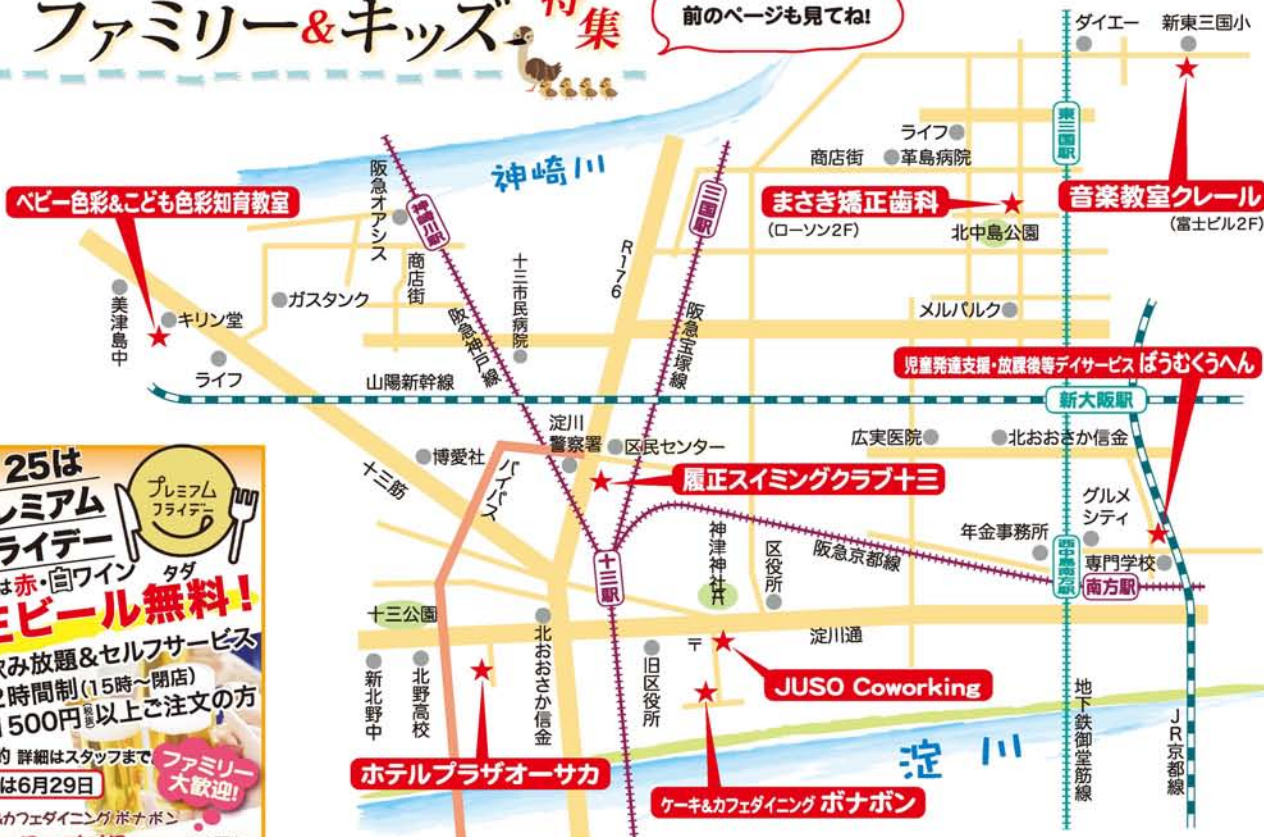 ファミリー&キッズ特集
前のページも見てね!
ダイエー
新東三国小
東三国駅
ライフ
商店街
革島病院
音楽教室クレール
(富士ビル2F)
まさき矯正歯科
(ローソン2F)
北中島公園
神崎川
阪急オアシス
神崎川駅
三国駅
ベビー色彩&こども色彩知育教室
商店街
十三市民病院
R176
ガスタンク
美津島中
キリン堂
ライフ
阪急神戸線
阪急宝塚線
メルパルク
児童発達支援・放課後等デイサービス ばうむくうへん
山陽新幹線
新大阪駅
淀川
警察署
区民センター
広実医院
北おおさか信金
博愛社
バイパス
十三筋
履正スイミングクラブ十三
グルメ
シティ
年金事務所
専門学校
西中島南方駅
南方駅
阪急京都線
神津神社
区役所
十三駅
十三公園
北おおさか信金
淀川通
〒
旧区役所
新北野中
北野高校
JUSO Coworking
ホテルプラザオーサカ
ケーキ&カフェダイニング ボナボン
淀川
地下鉄御堂筋線
JR京都線
25は
レミアム
ライデー
プレミアム
フライデー
は赤・白ワイン
タダ
生ビール無料!
飲み放題&セルフサービス
2時間制(15時〜閉店)
500円税抜以上ご注文の方
詳細はスタッフまで
は6月29日
ファミリー
大歓迎!
&カフェダイニング ボナボン